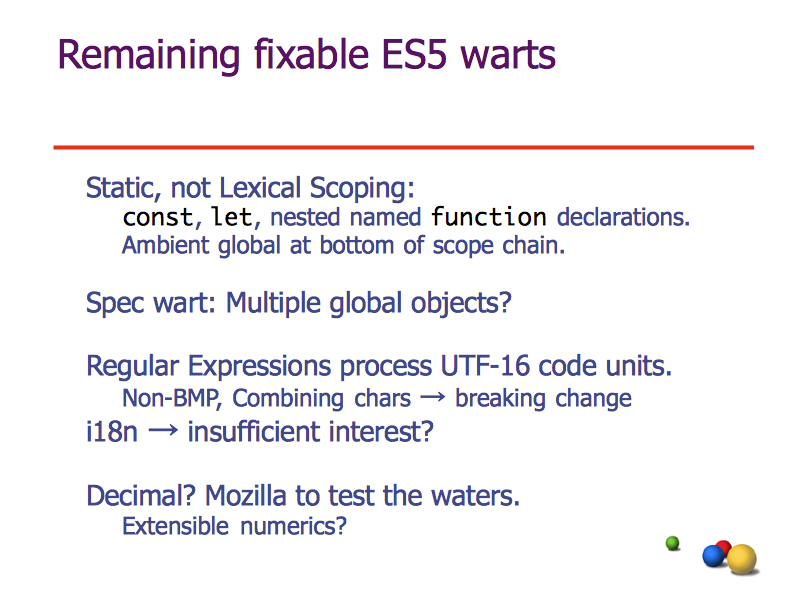 Remaining fixable ES5 warts
Static, not Lexical Scoping:
const, let, nested named function declarations.
Ambient global at bottom of scope chain.
Spec wart: Multiple global objects?
Regular Expressions process UTF-16 code units.
Non-BMP, Combining chars → breaking change
i18n → insufficient interest?
Decimal? Mozilla to test the waters.
Extensible numerics?